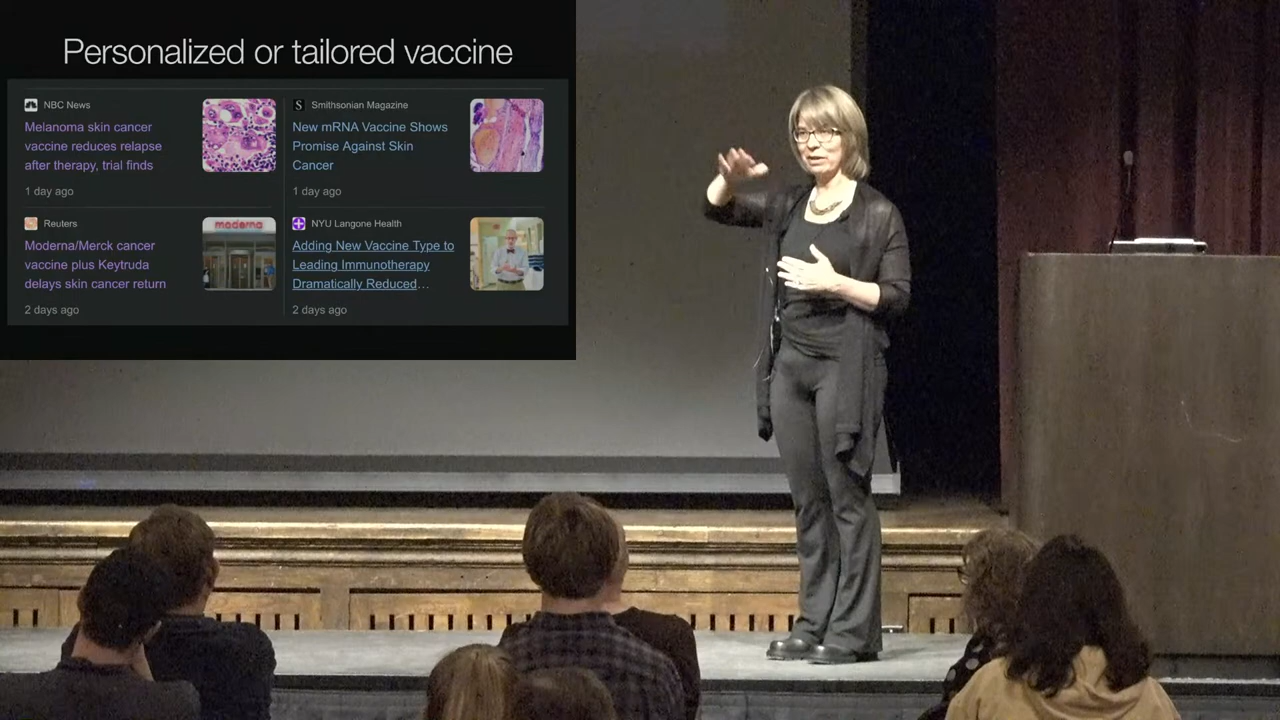 Personalized or tailored vaccine
NBC News
Melanoma skin cancer
vaccine reduces relapse
after therapy, trial finds
1 day ago
S
Smithsonian Magazine
New mRNA Vaccine Shows
Promise Against Skin
Cancer
1 day ago
Reuters
Moderna/Merck cancer
vaccine plus Keytruda
delays skin cancer return
2 days ago
moderna
NYU Langone Health
Adding New Vaccine Type to
Leading Immunotherapy
Dramatically Reduced…
2 days ago